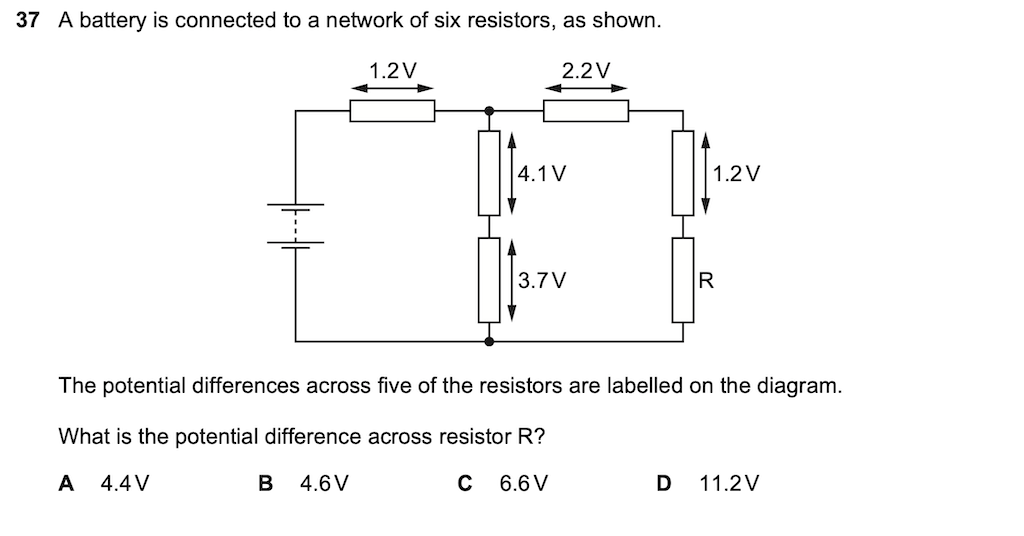 37 A battery is connected to a network of six resistors, as shown.
1.2 V 2.2 V
4.1 V 1.2 V
3.7 V R
The potential differences across five of the resistors are labelled on the diagram.
What is the potential difference across resistor R?
A 4.4 V B 4.6 V C 6.6 V D 11.2 V